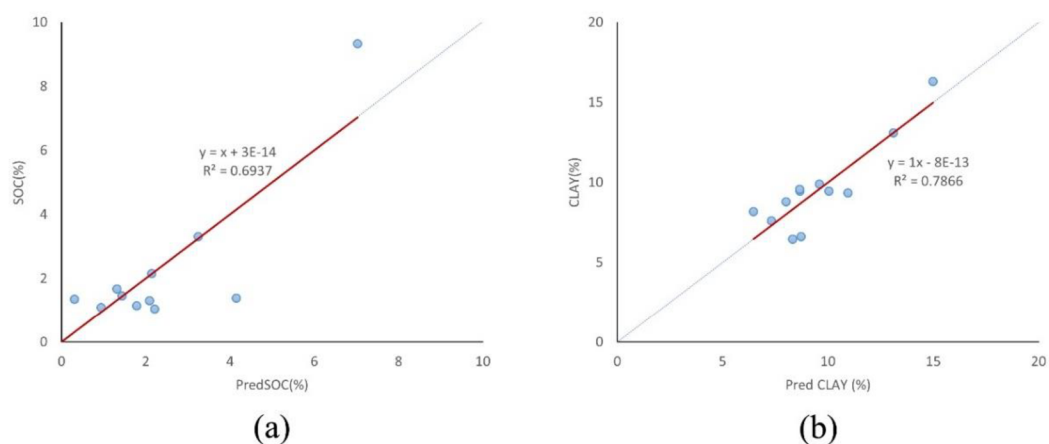 10
8
6
4
2
0
SOC(%)
y = x + 3E-14
R² = 0.6937
0 2 4 6 8 10
PredSOC(%)
(a)
20
15
10
5
0
CLAY(%)
y = 1x - 8E-13
R² = 0.7866
0 5 10 15 20
Pred CLAY (%)
(b)